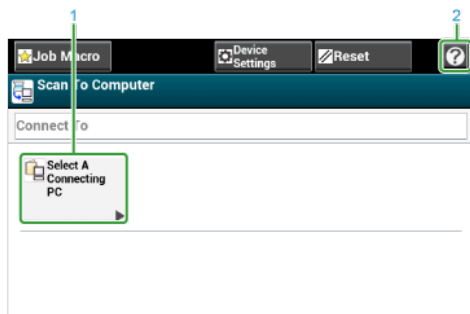 1 2
Job Macro Device Settings Reset ?
Scan To Computer
Connect To
Select A
Connecting
PC